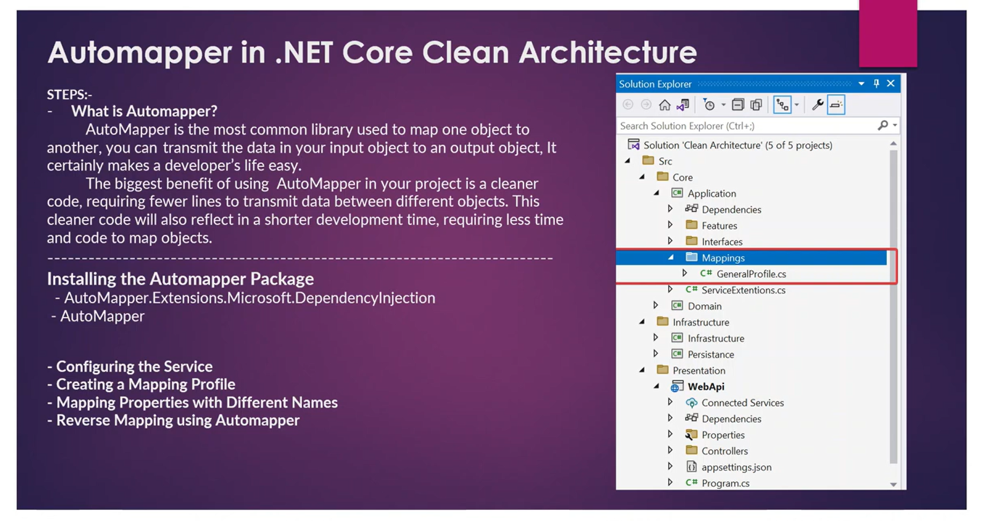 Automapper in .NET Core Clean Architecture
STEPS:-
- What is Automapper?
AutoMapper is the most common library used to map one object to
another, you can transmit the data in your input object to an output object, It
certainly makes a developer’s life easy.
The biggest benefit of using AutoMapper in your project is a cleaner
code, requiring fewer lines to transmit data between different objects. This
cleaner code will also reflect in a shorter development time, requiring less time
and code to map objects.
--------------------------------------------------------------------------
Installing the Automapper Package
- AutoMapper.Extensions.Microsoft.DependencyInjection
- AutoMapper
- Configuring the Service
- Creating a Mapping Profile
- Mapping Properties with Different Names
- Reverse Mapping using Automapper
Solution Explorer
Search Solution Explorer (Ctrl+;)
Solution 'Clean Architecture' (5 of 5 projects)
Src
Core
C# Application
Dependencies
Features
Interfaces
Mappings
C# GeneralProfile.cs
C# ServiceExtentions.cs
C# Domain
Infrastructure
C# Infrastructure
C# Persistance
Presentation
WebApi
Connected Services
Dependencies
Properties
Controllers
appsettings.json
C# Program.cs